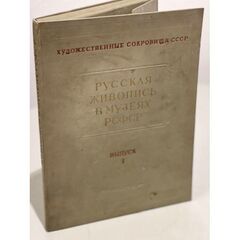 ХУДОЖЕСТВЕННЫЕ СОКРОВИЩА СССР
РУССКАЯ
ЖИВОПИСЬ
В МУЗЕЯХ
РСФСР
ВЫПУСК